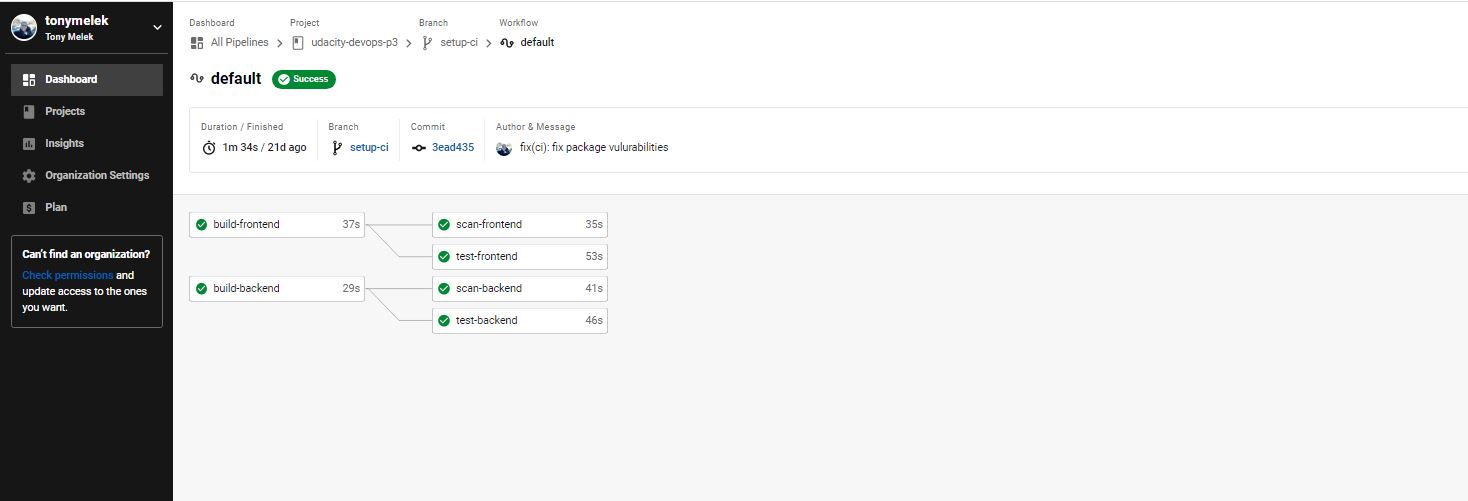 tonymelek
Tony Melek
Dashboard
Projects
Insights
Organization Settings
Plan
Can't find an organization?
Check permissions and
update access to the ones
you want.
Dashboard Project Branch Workflow
All Pipelines udacity-devops-p3 setup-ci default
default Success
Duration / Finished Branch Commit Author & Message
1m 34s / 21d ago setup-ci 3ead435 fix(ci): fix package vulurabilities
build-frontend 37s scan-frontend 35s
test-frontend 53s
build-backend 29s scan-backend 41s
test-backend 46s